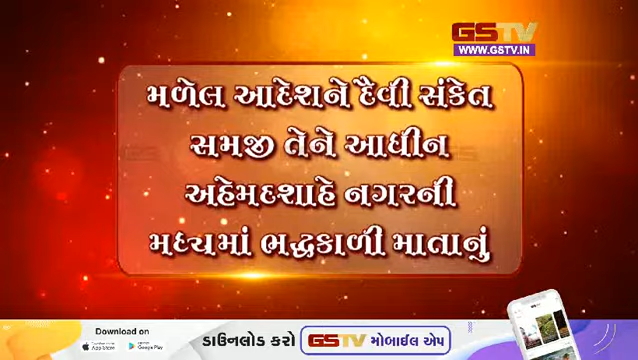 GSTV
WWW.GSTV.IN
મળેલ આદેશને દૈવી સંકેત
સમજી તેને આધીન
અહેમદશાહે નગરની
મધ્યમાં ભદ્રકાળી માતાનું
Download on
App Store
Google Play
ડાઉનલોડ કરો GSTV મોબાઈલ એપ